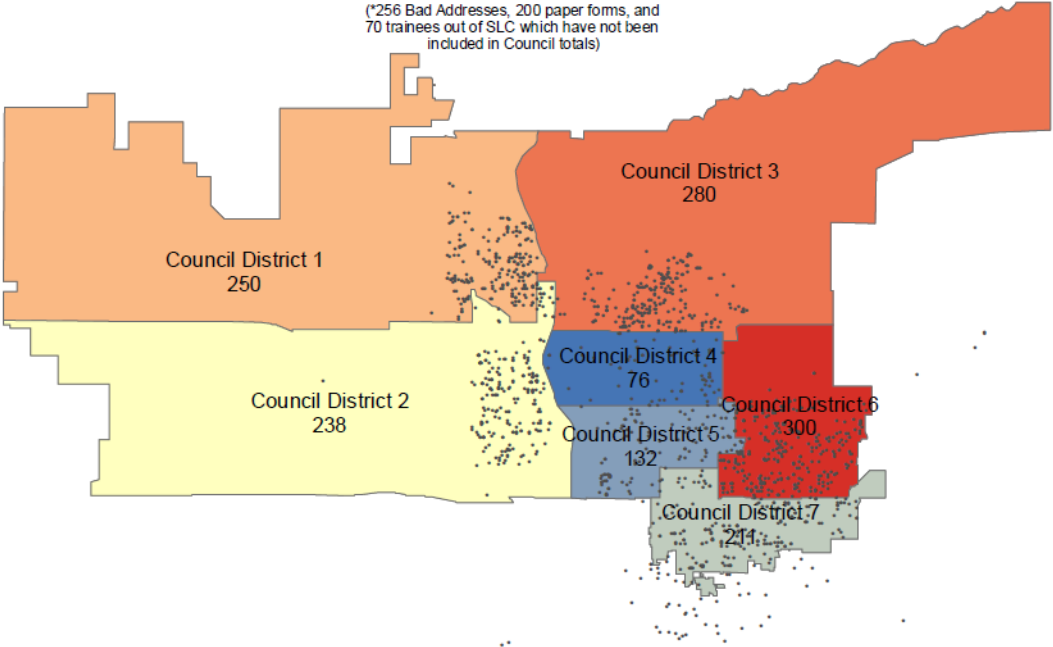 (*256 Bad Addresses, 200 paper forms, and
70 trainees out of SLC which have not been
included in Council totals)
Council District 3
280
Council District 1
250
Council District 4
76
Council District 2
238
Council District 6
300
Council District 5
132
Council District 7
211